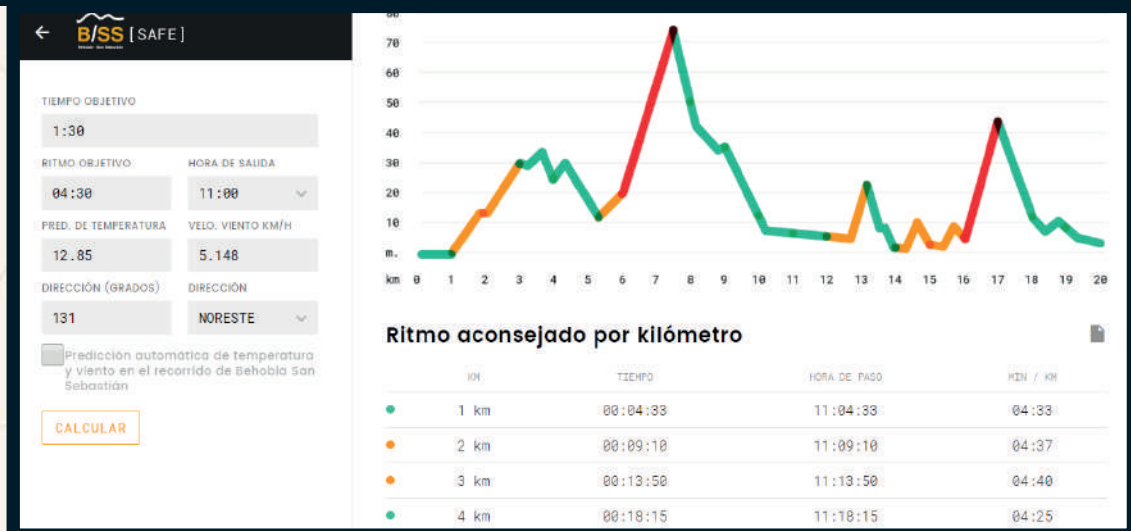 B/SS [SAFE]
Behobia - San Sebastián
TIEMPO OBJETIVO
1:30
RITMO OBJETIVO HORA DE SALIDA
04:30 11:00
PRED. DE TEMPERATURA VELO. VIENTO KM/H
12.85 5.148
DIRECCIÓN (GRADOS) DIRECCIÓN
131 NORESTE
Predicción automática de temperatura
y viento en el recorrido de Behobia San
Sebastián
CALCULAR
80
70
60
50
40
30
20
10
m.
km 0 1 2 3 4 5 6 7 8 9 10 11 12 13 14 15 16 17 18 19 20
Ritmo aconsejado por kilómetro
KM TIEMPO HORA DE PASO MIN / KM
1 km 00:04:33 11:04:33 04:33
2 km 00:09:10 11:09:10 04:37
3 km 00:13:50 11:13:50 04:40
4 km 00:18:15 11:18:15 04:25